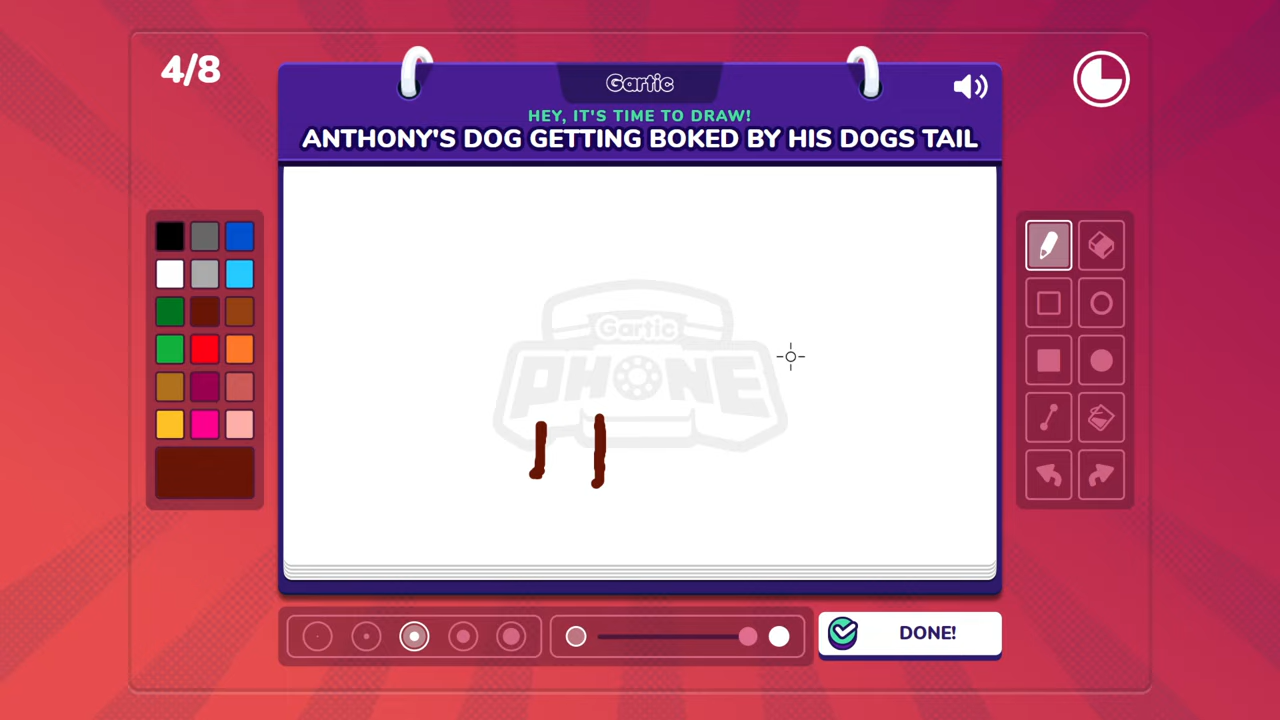 4/8
Gartic
HEY, IT'S TIME TO DRAW!
ANTHONY'S DOG GETTING BOKED BY HIS DOGS TAIL
Gartic
PHONE
DONE!